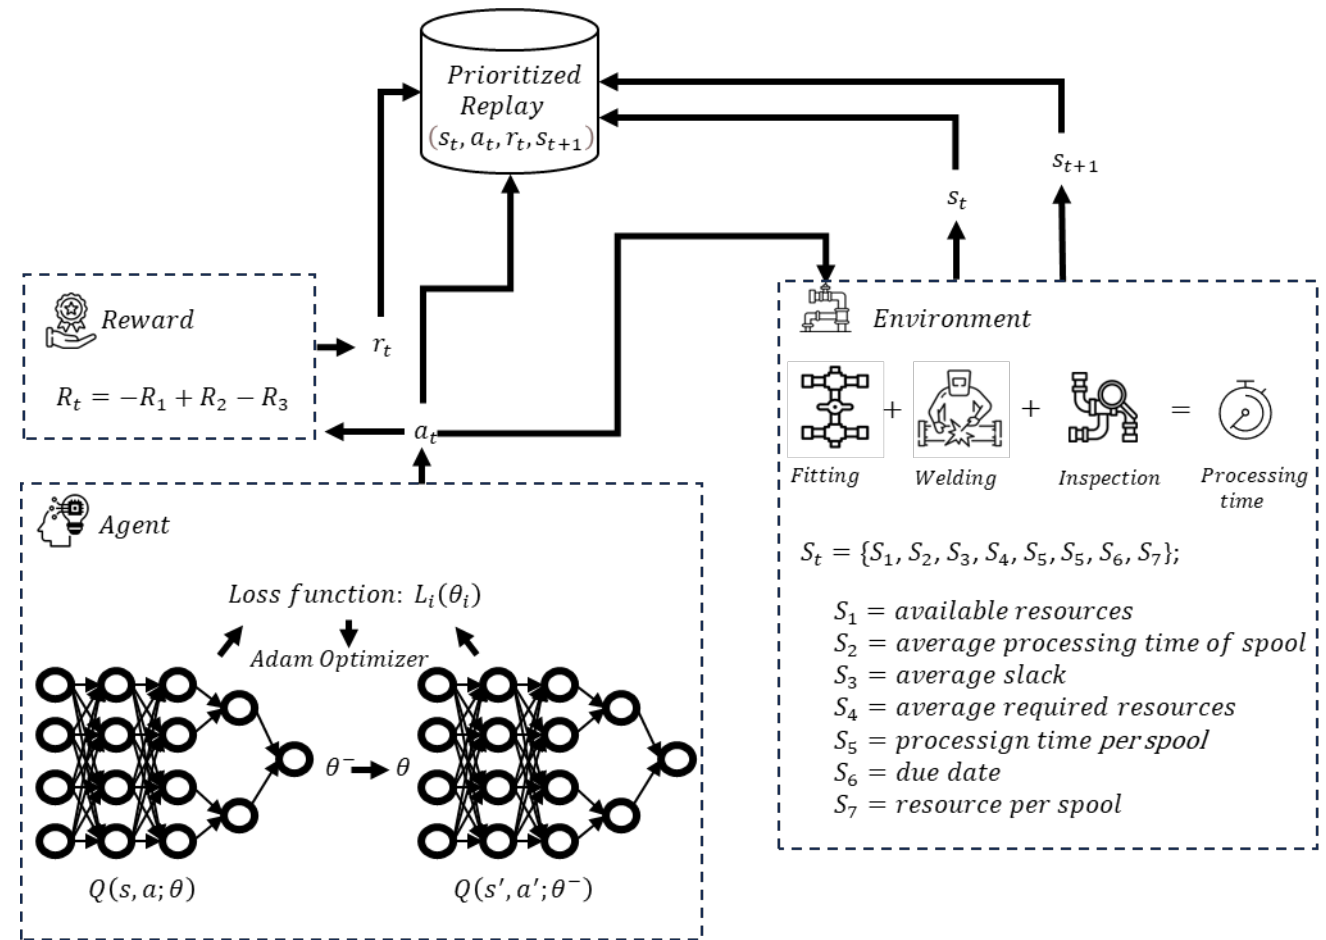 Prioritized
Replay
(s_t, a_t, r_t, s_{t+1})
s_{t+1}
s_t
Reward
r_t
R_t = −R_1 + R_2 − R_3
a_t
Environment
+ + =
Fitting Welding Inspection Processing
time
S_t = {S_1, S_2, S_3, S_4, S_5, S_5, S_6, S_7};
S_1 = available resources
S_2 = average processing time of spool
S_3 = average slack
S_4 = average required resources
S_5 = processign time per spool
S_6 = due date
S_7 = resource per spool
Agent
Loss function: L_i(θ_i)
Adam Optimizer
θ⁻ θ
Q(s, a; θ)
Q(s′, a′; θ⁻)